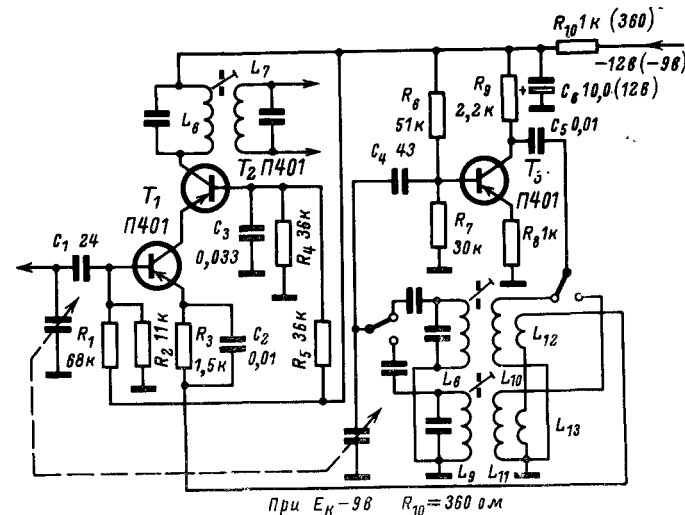 R10 1к (360)
-12в (-9в)
L7
R9
2,2к
+
C6 10,0 (12в)
R6
51к
C5 0,01
L6
C4 43
T2 П401
T3
П401
T1
П401
C3
0,033
R4 36к
R7
30к
R8 1к
C1 24
R1
68к
R2 11к
R3
1,5к
C2
0,01
R5 36к
L12
L8
L10
L13
L9
L11
При Eк-9в R10=360 ом